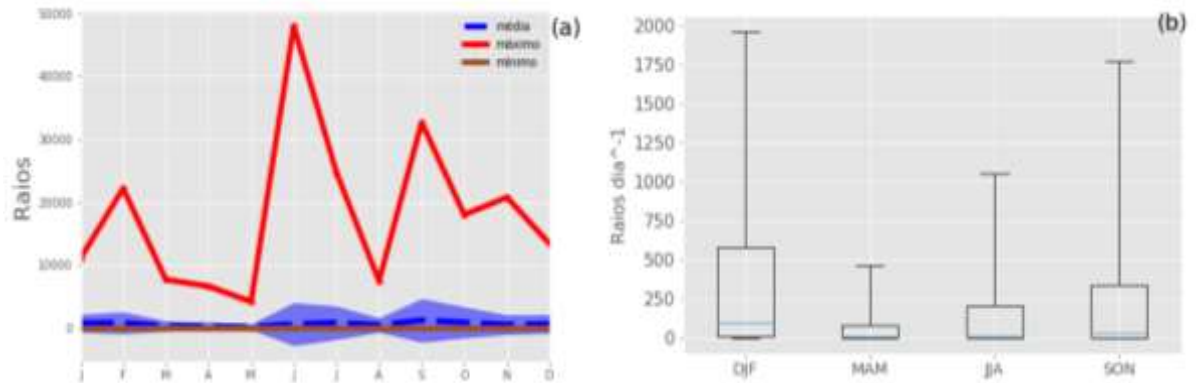 50000
média
máximo
mínimo
(a)
40000
30000
20000
10000
0
Raios
J F M A M J J A S O N D
(b)
2000
1750
1500
1250
1000
750
500
250
0
Raios dia^-1
DJF MAM JJA SON